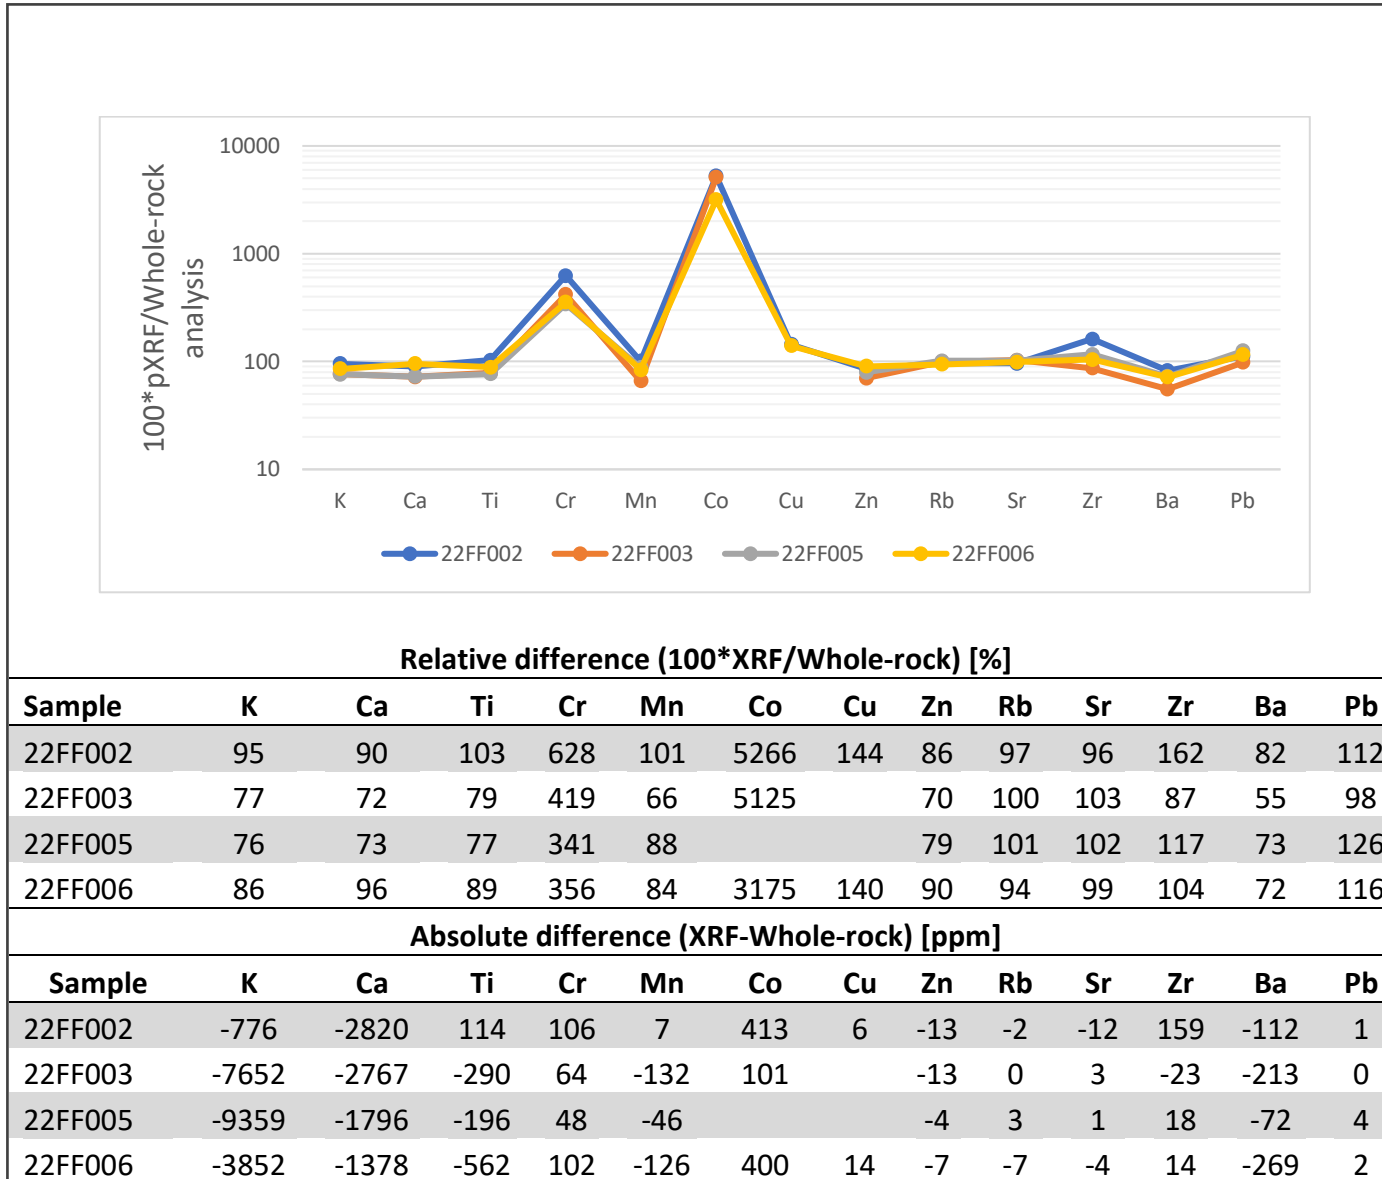 100*pXRF/Whole-rock
analysis
10000
1000
100
10
K Ca Ti Cr Mn Co Cu Zn Rb Sr Zr Ba Pb
22FF002 22FF003 22FF005 22FF006
Relative difference (100*XRF/Whole-rock) [%]
Sample K Ca Ti Cr Mn Co Cu Zn Rb Sr Zr Ba Pb
22FF002 95 90 103 628 101 5266 144 86 97 96 162 82 112
22FF003 77 72 79 419 66 5125 70 100 103 87 55 98
22FF005 76 73 77 341 88 79 101 102 117 73 126
22FF006 86 96 89 356 84 3175 140 90 94 99 104 72 116
Absolute difference (XRF-Whole-rock) [ppm]
Sample K Ca Ti Cr Mn Co Cu Zn Rb Sr Zr Ba Pb
22FF002 -776 -2820 114 106 7 413 6 -13 -2 -12 159 -112 1
22FF003 -7652 -2767 -290 64 -132 101 -13 0 3 -23 -213 0
22FF005 -9359 -1796 -196 48 -46 -4 3 1 18 -72 4
22FF006 -3852 -1378 -562 102 -126 400 14 -7 -7 -4 14 -269 2